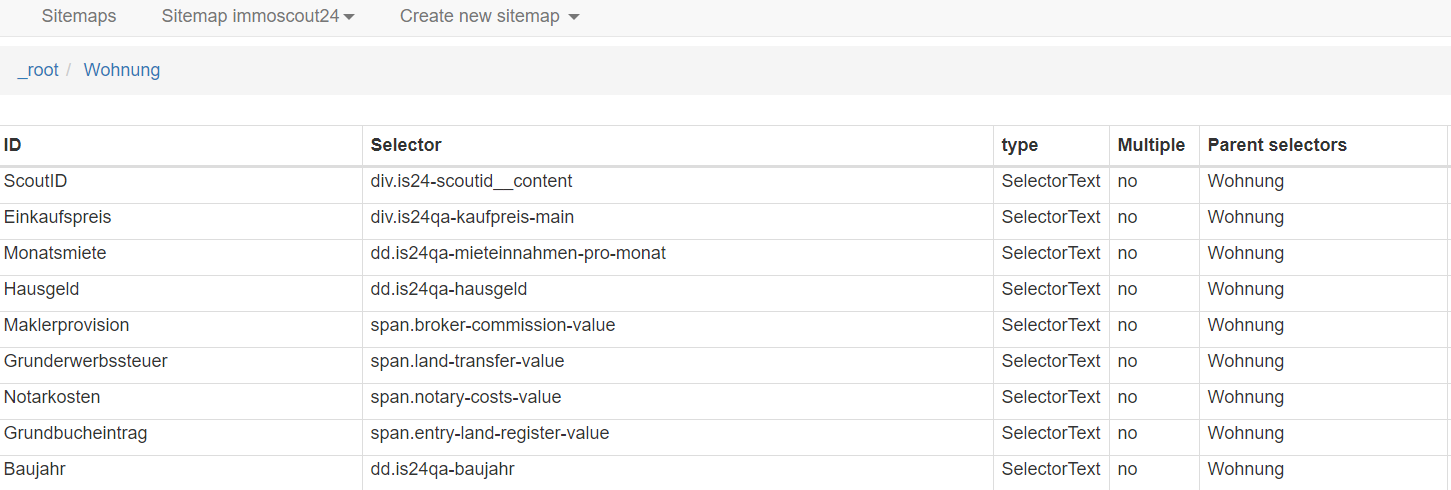 Sitemaps Sitemap immoscout24 Create new sitemap
_root / Wohnung
ID Selector type Multiple Parent selectors
ScoutID div.is24-scoutid__content SelectorText no Wohnung
Einkaufspreis div.is24qa-kaufpreis-main SelectorText no Wohnung
Monatsmiete dd.is24qa-mieteinnahmen-pro-monat SelectorText no Wohnung
Hausgeld dd.is24qa-hausgeld SelectorText no Wohnung
Maklerprovision span.broker-commission-value SelectorText no Wohnung
Grunderwerbssteuer span.land-transfer-value SelectorText no Wohnung
Notarkosten span.notary-costs-value SelectorText no Wohnung
Grundbucheintrag span.entry-land-register-value SelectorText no Wohnung
Baujahr dd.is24qa-baujahr SelectorText no Wohnung